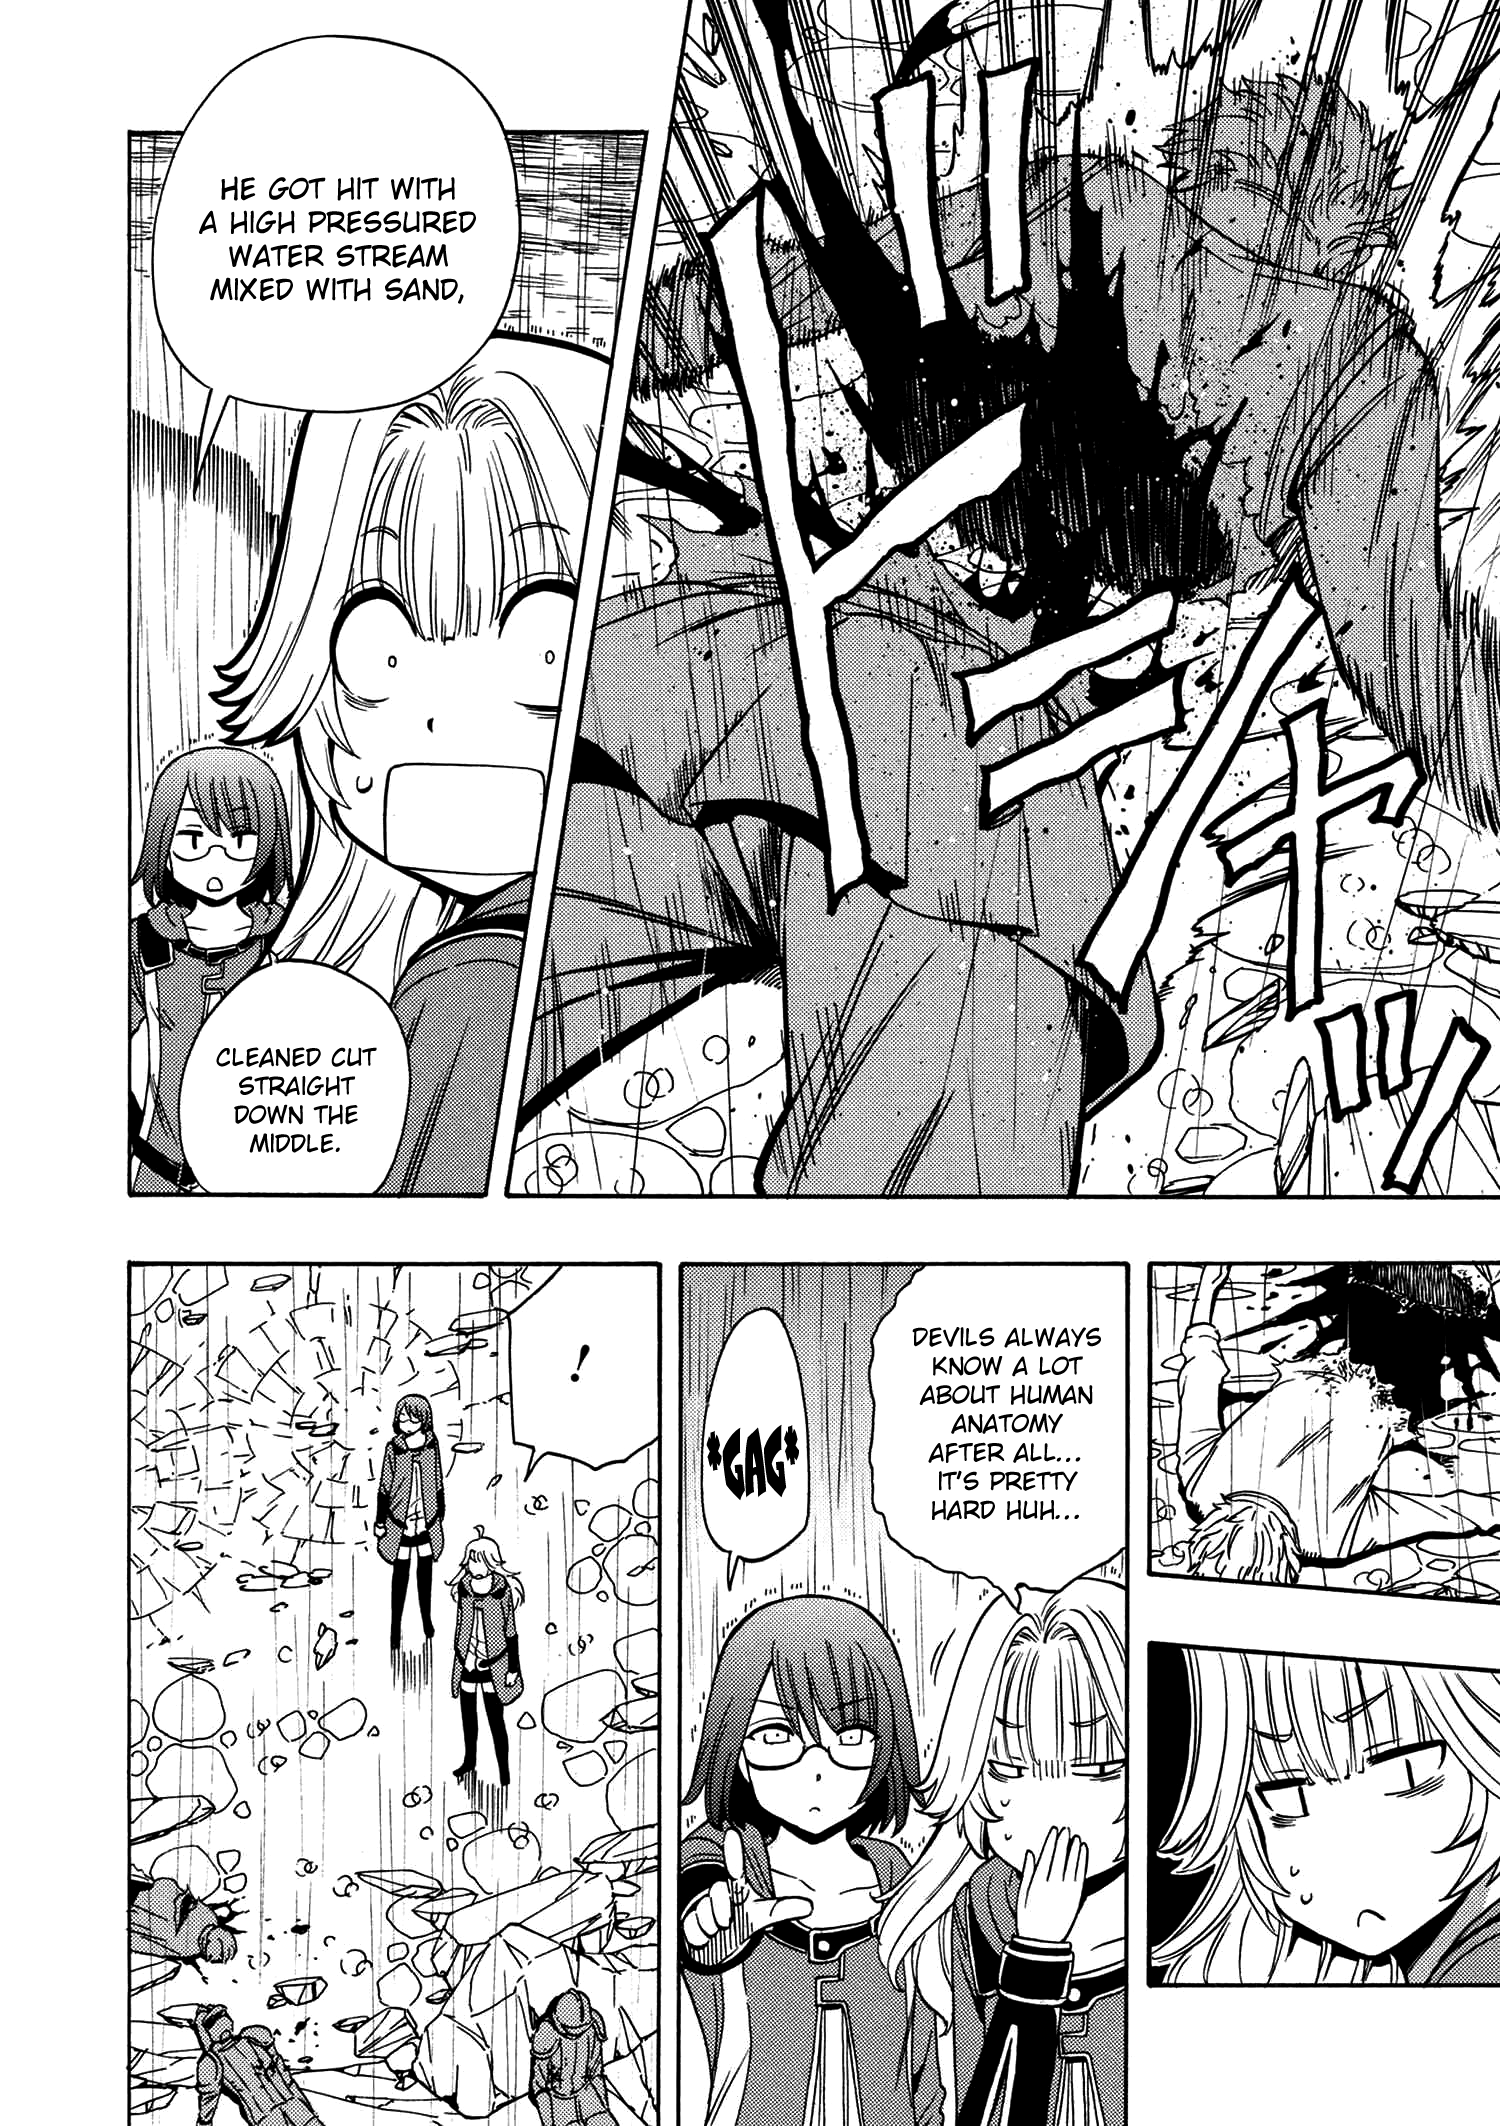 ドシャッ
HE GOT HIT WITH
A HIGH PRESSURED
WATER STREAM
MIXED WITH SAND,
CLEANED CUT
STRAIGHT
DOWN THE
MIDDLE.
DEVILS ALWAYS
KNOW A LOT
ABOUT HUMAN
ANATOMY
AFTER ALL...
IT'S PRETTY
HARD HUH...
*GAG*
!